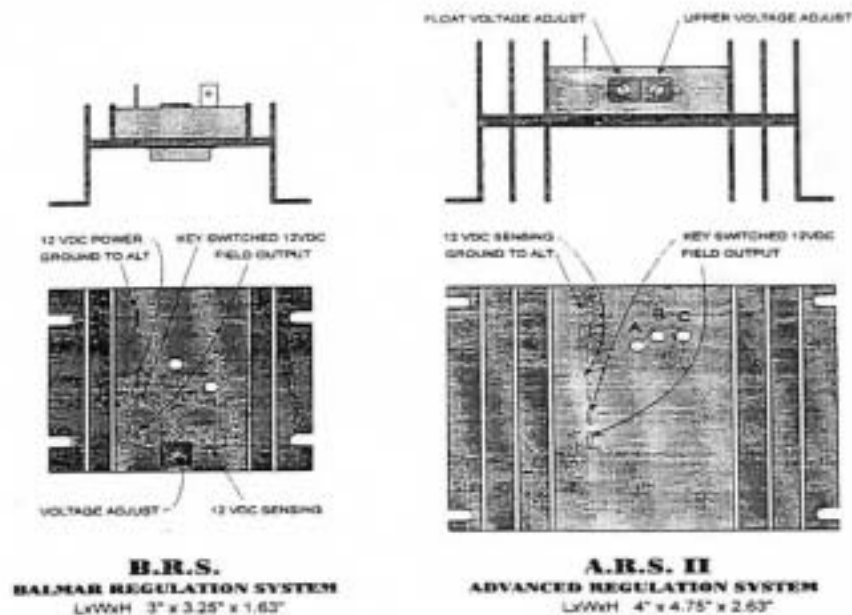 FLOAT VOLTAGE ADJUST
UPPER VOLTAGE ADJUST
12 VDC POWER
GROUND TO ALT
KEY SWITCHED 12VDC
FIELD OUTPUT
VOLTAGE ADJUST
12 VDC SENSING
B.R.S.
BALMAR REGULATION SYSTEM
LxWxH 3" x 3.25" x 1.63"
12 VDC SENSING
GROUND TO ALT
KEY SWITCHED 12VDC
FIELD OUTPUT
A
B
C
A.R.S. II
ADVANCED REGULATION SYSTEM
LxWxH 4" x 4.75" x 2.63"